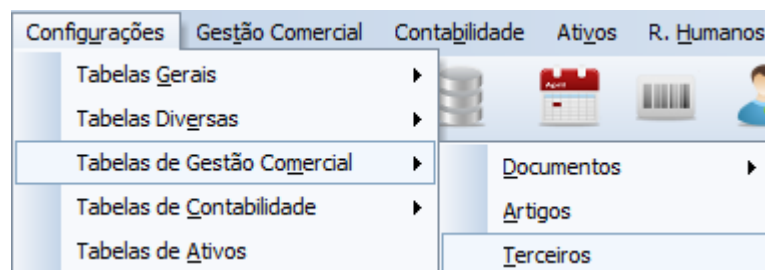 Configurações Gestão Comercial Contabilidade Ativos R. Humanos
Tabelas Gerais
April
Tabelas Diversas
Tabelas de Gestão Comercial
Documentos
Tabelas de Contabilidade
Artigos
Tabelas de Ativos
Terceiros